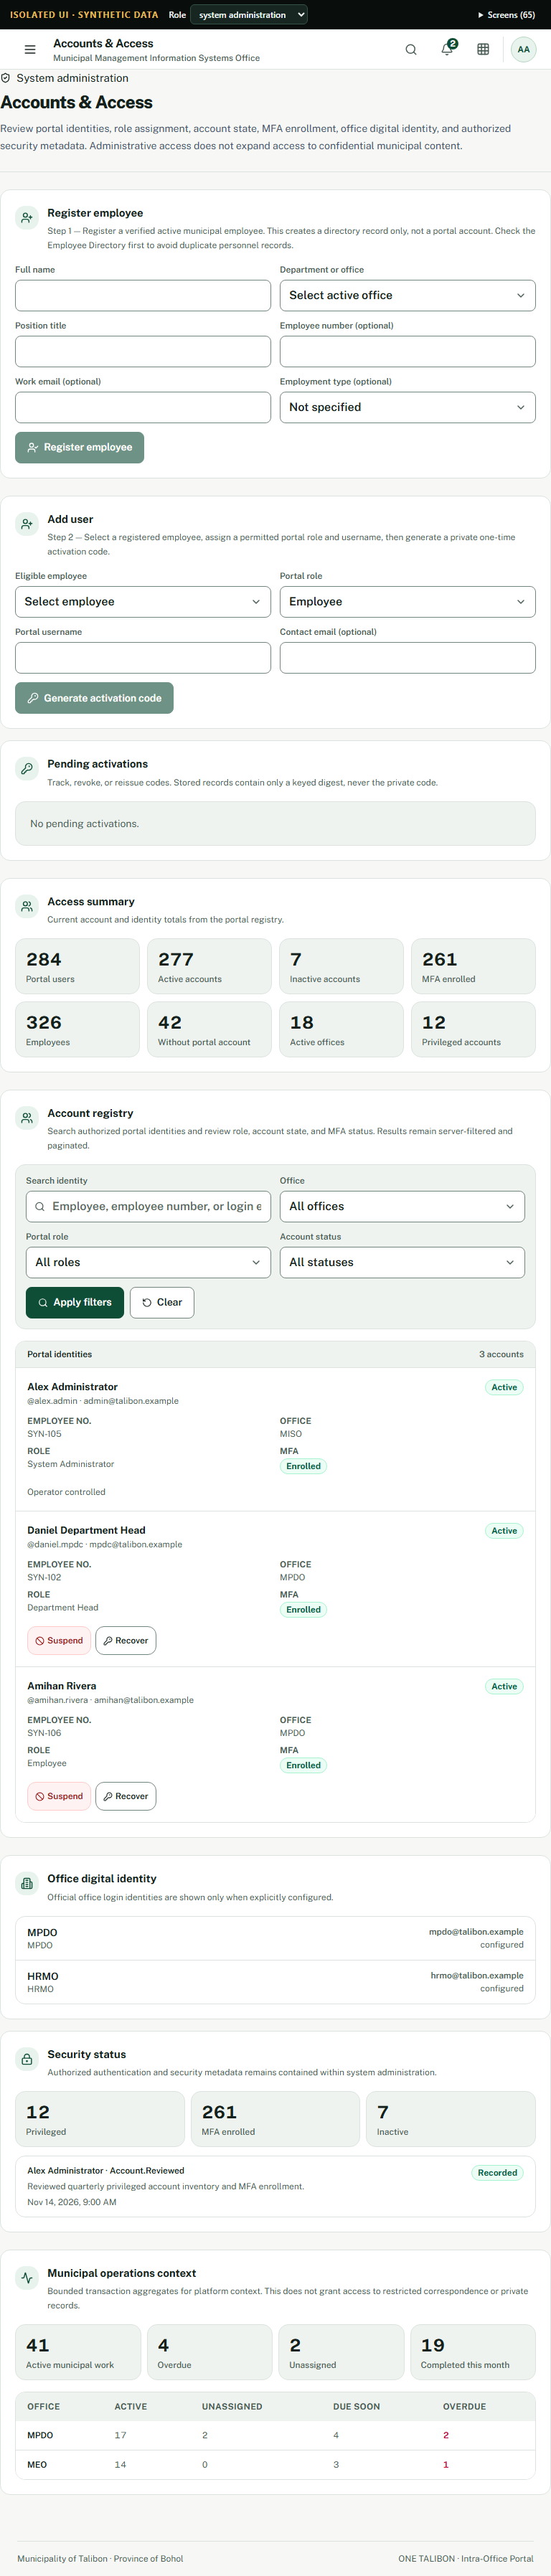 ISOLATED UI · SYNTHETIC DATA Role system administration Screens (65)
Accounts & Access
Municipal Management Information Systems Office
2
AA
System administration
Accounts & Access
Review portal identities, role assignment, account state, MFA enrollment, office digital identity, and authorized
security metadata. Administrative access does not expand access to confidential municipal content.
Register employee
Step 1 — Register a verified active municipal employee. This creates a directory record only, not a portal account. Check the
Employee Directory first to avoid duplicate personnel records.
Full name Department or office
Select active office
Position title Employee number (optional)
Work email (optional) Employment type (optional)
Not specified
Register employee
Add user
Step 2 — Select a registered employee, assign a permitted portal role and username, then generate a private one-time
activation code.
Eligible employee Portal role
Select employee Employee
Portal username Contact email (optional)
Generate activation code
Pending activations
Track, revoke, or reissue codes. Stored records contain only a keyed digest, never the private code.
No pending activations.
Access summary
Current account and identity totals from the portal registry.
284 277 7 261
Portal users Active accounts Inactive accounts MFA enrolled
326 42 18 12
Employees Without portal account Active offices Privileged accounts
Account registry
Search authorized portal identities and review role, account state, and MFA status. Results remain server-filtered and
paginated.
Search identity Office
Employee, employee number, or login e All offices
Portal role Account status
All roles All statuses
Apply filters Clear
Portal identities 3 accounts
Alex Administrator Active
@alex.admin · admin@talibon.example
EMPLOYEE NO. OFFICE
SYN-105 MISO
ROLE MFA
System Administrator Enrolled
Operator controlled
Daniel Department Head Active
@daniel.mpdc · mpdc@talibon.example
EMPLOYEE NO. OFFICE
SYN-102 MPDO
ROLE MFA
Department Head Enrolled
Suspend Recover
Amihan Rivera Active
@amihan.rivera · amihan@talibon.example
EMPLOYEE NO. OFFICE
SYN-106 MPDO
ROLE MFA
Employee Enrolled
Suspend Recover
Office digital identity
Official office login identities are shown only when explicitly configured.
MPDO mpdo@talibon.example
MPDO configured
HRMO hrmo@talibon.example
HRMO configured
Security status
Authorized authentication and security metadata remains contained within system administration.
12 261 7
Privileged MFA enrolled Inactive
Alex Administrator · Account.Reviewed Recorded
Reviewed quarterly privileged account inventory and MFA enrollment.
Nov 14, 2026, 9:00 AM
Municipal operations context
Bounded transaction aggregates for platform context. This does not grant access to restricted correspondence or private
records.
41 4 2 19
Active municipal work Overdue Unassigned Completed this month
OFFICE ACTIVE UNASSIGNED DUE SOON OVERDUE
MPDO 17 2 4 2
MEO 14 0 3 1
Municipality of Talibon · Province of Bohol ONE TALIBON · Intra-Office Portal